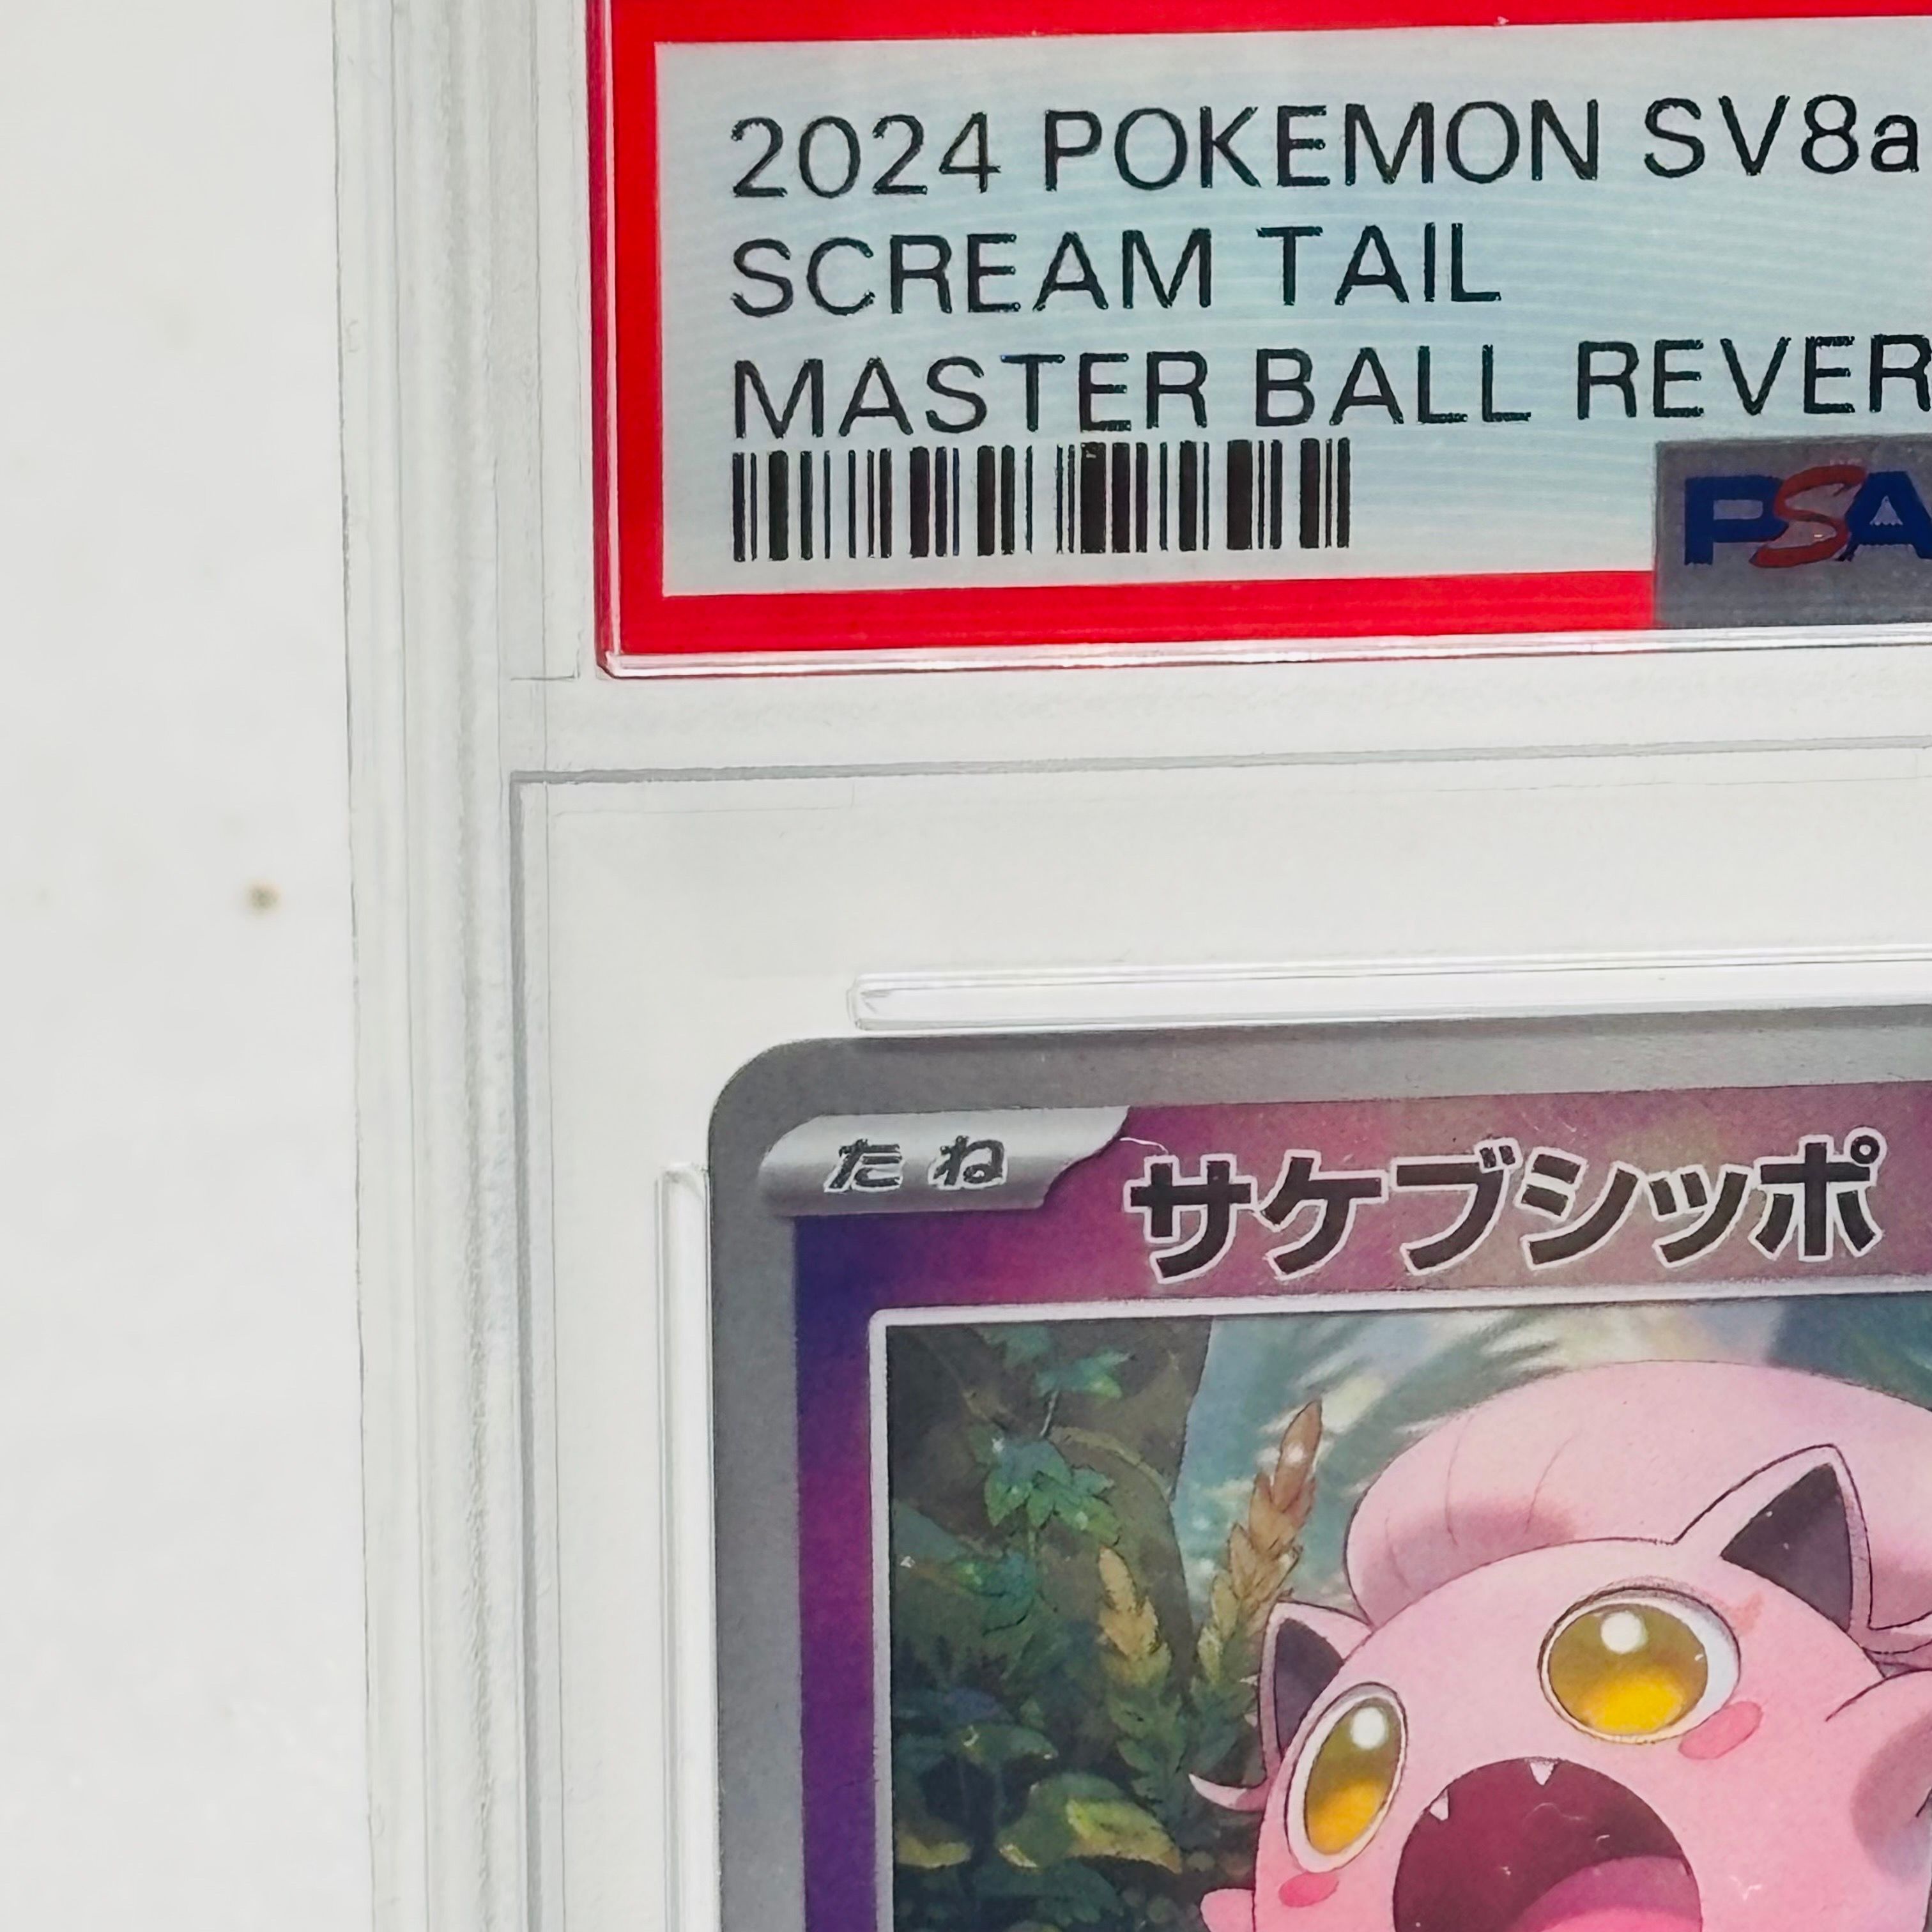 2024 POKEMON SV8a
SCREAM TAIL
MASTER BALL REVER
PSA
たね
サケブシッポ